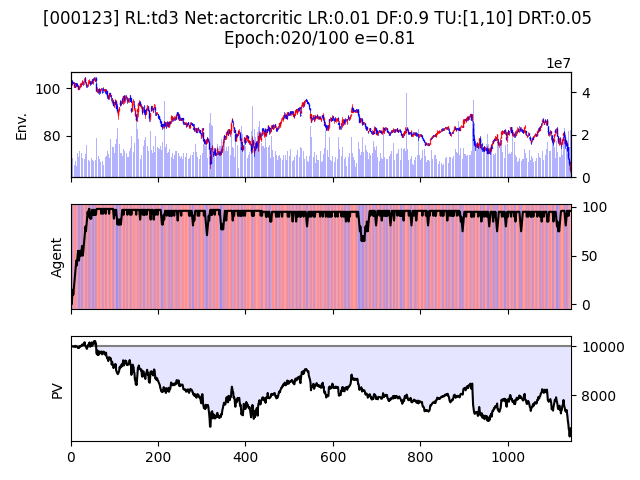 [000123] RL:td3 Net:actorcritic LR:0.01 DF:0.9 TU:[1,10] DRT:0.05
Epoch:020/100 e=0.81
1e7
Env.
100
80
4
2
0
Agent
100
50
0
PV
10000
8000
0 200 400 600 800 1000